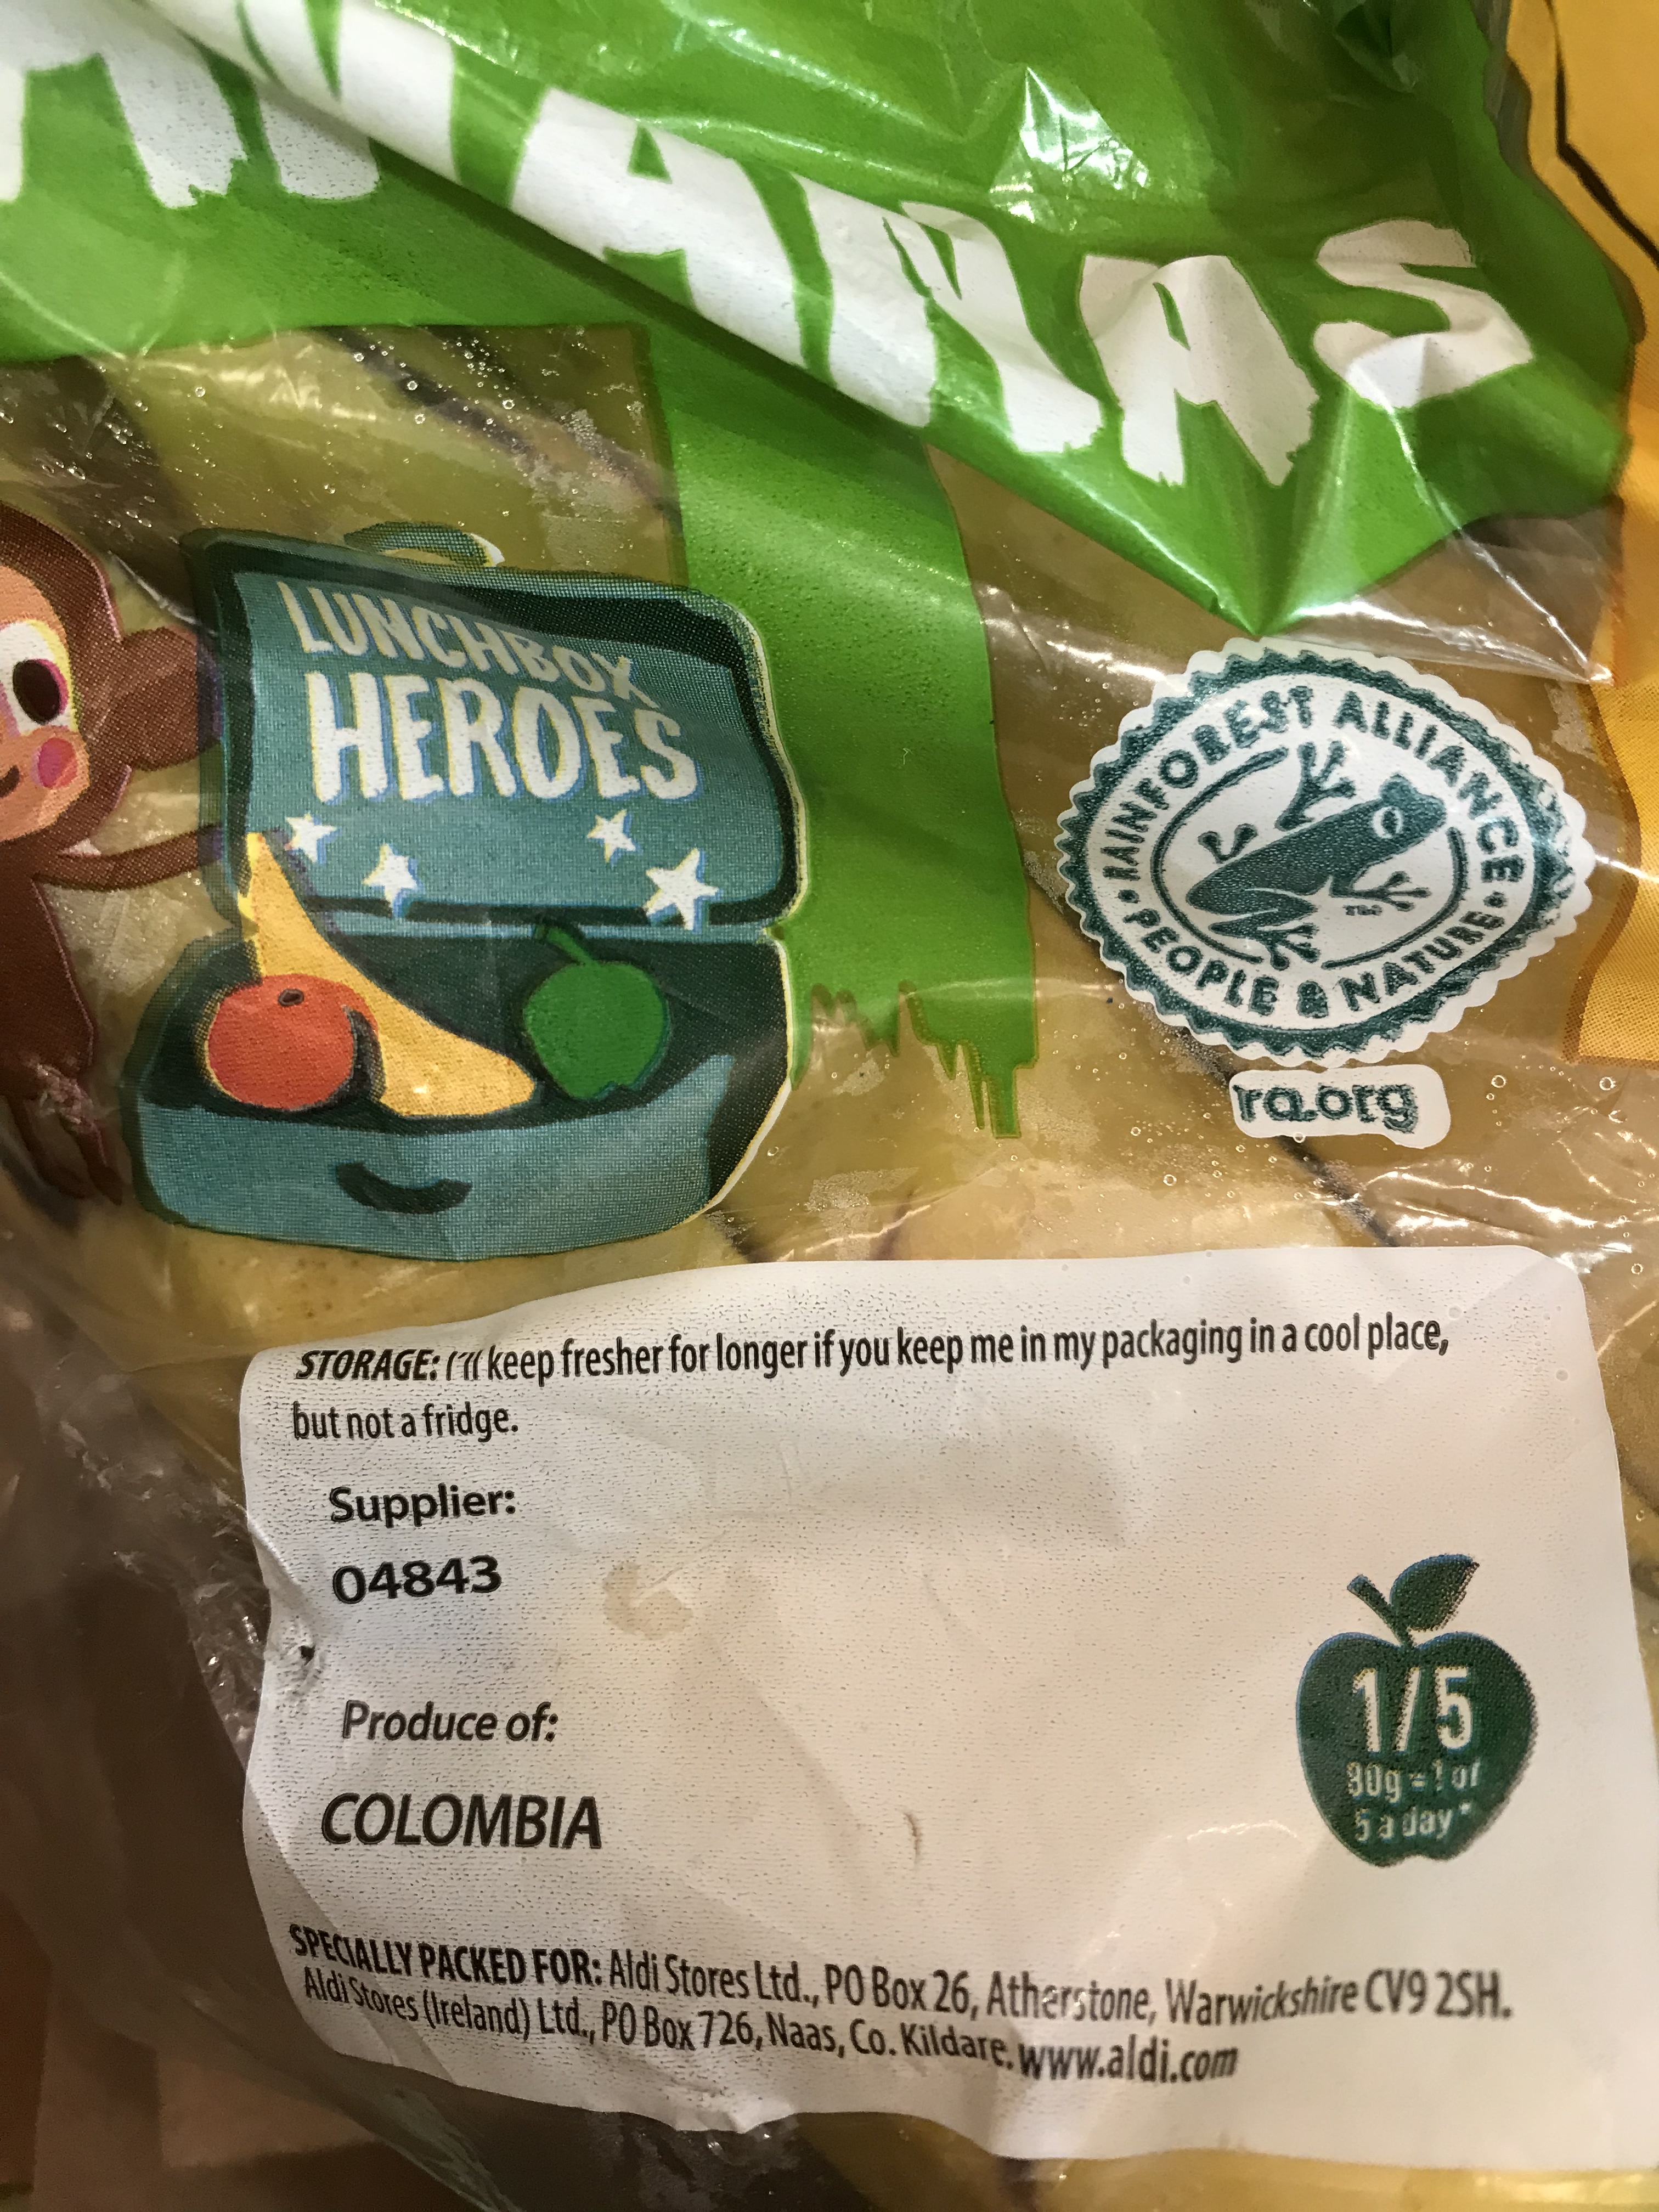 ANANAS
LUNCHBOX
HEROES
RAINFOREST ALLIANCE
PEOPLE & NATURE
ra.org
STORAGE: I'll keep fresher for longer if you keep me in my packaging in a cool place,
but not a fridge.
Supplier:
04843
Produce of:
COLOMBIA
1/5
80g = 1 of
5 a day*
SPECIALLY PACKED FOR: Aldi Stores Ltd., PO Box 26, Atherstone, Warwickshire CV9 2SH.
Aldi Stores (Ireland) Ltd., PO Box 726, Naas, Co. Kildare. www.aldi.com